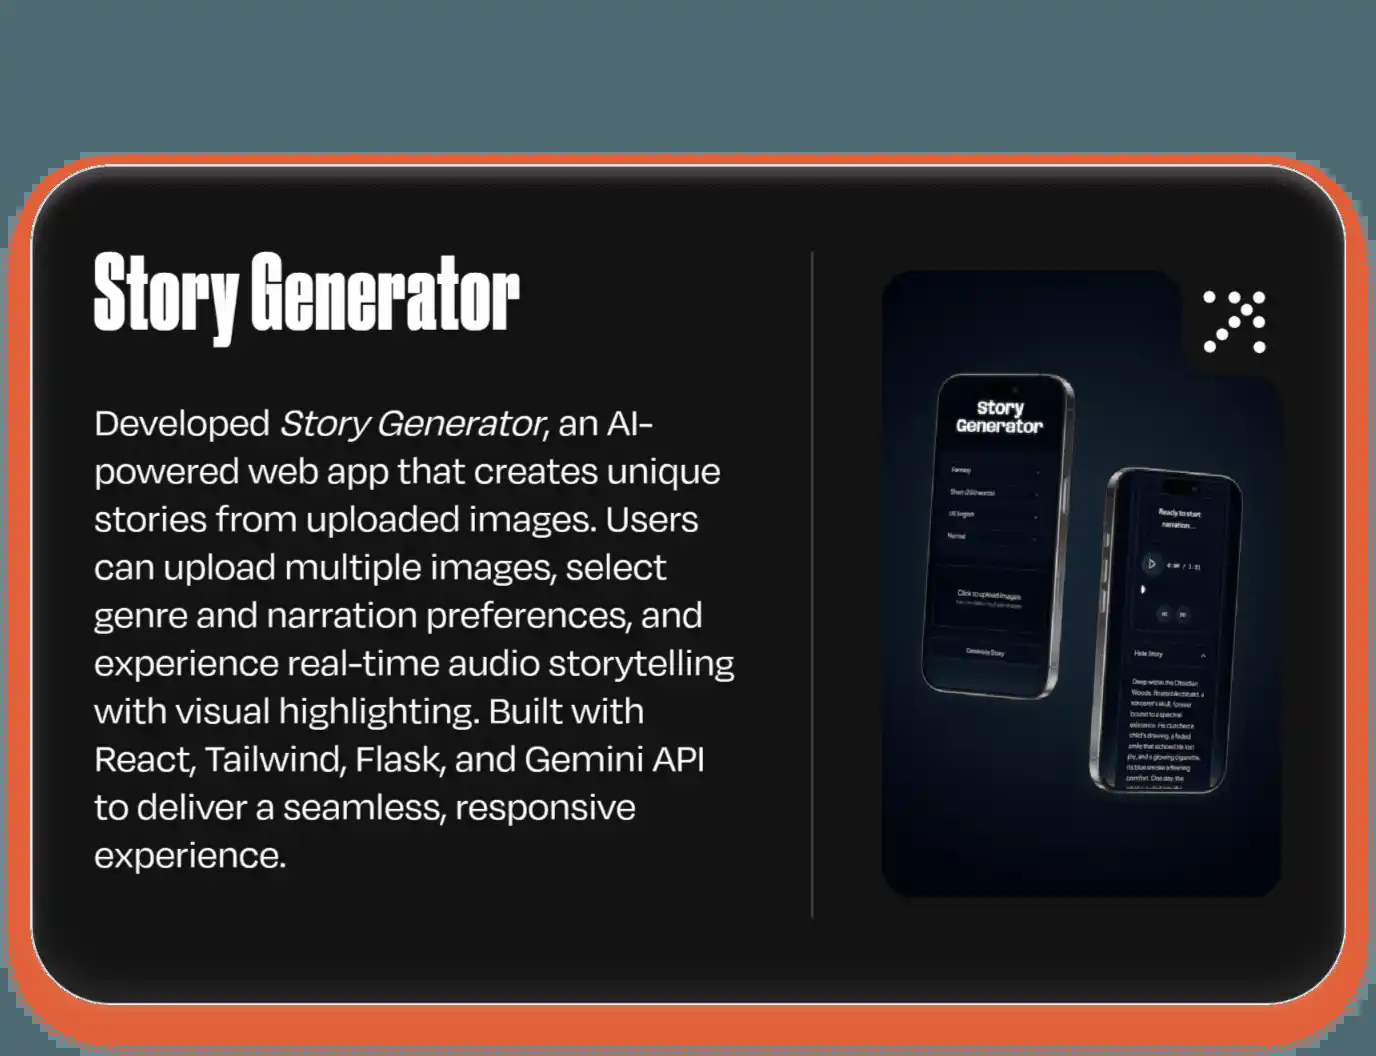 Story Generator
Developed Story Generator, an AI-
powered web app that creates unique
stories from uploaded images. Users
can upload multiple images, select
genre and narration preferences, and
experience real-time audio storytelling
with visual highlighting. Built with
React, Tailwind, Flask, and Gemini API
to deliver a seamless, responsive
experience.
Story
Generator
Fantasy
Short (200 words)
US English
Normal
Click to upload images
Generate Story
Ready to start
narration...
0:00 / 1:31
Hide Story
Deep within the Obsidian
Woods,
sorcerer's skull, forever
bound to a spectral
existence. He clutched a
child's drawing, a faded
smile that echoed his lost
joy, and a glowing cigarette,
its blue smoke a fleeting
comfort. One day, the